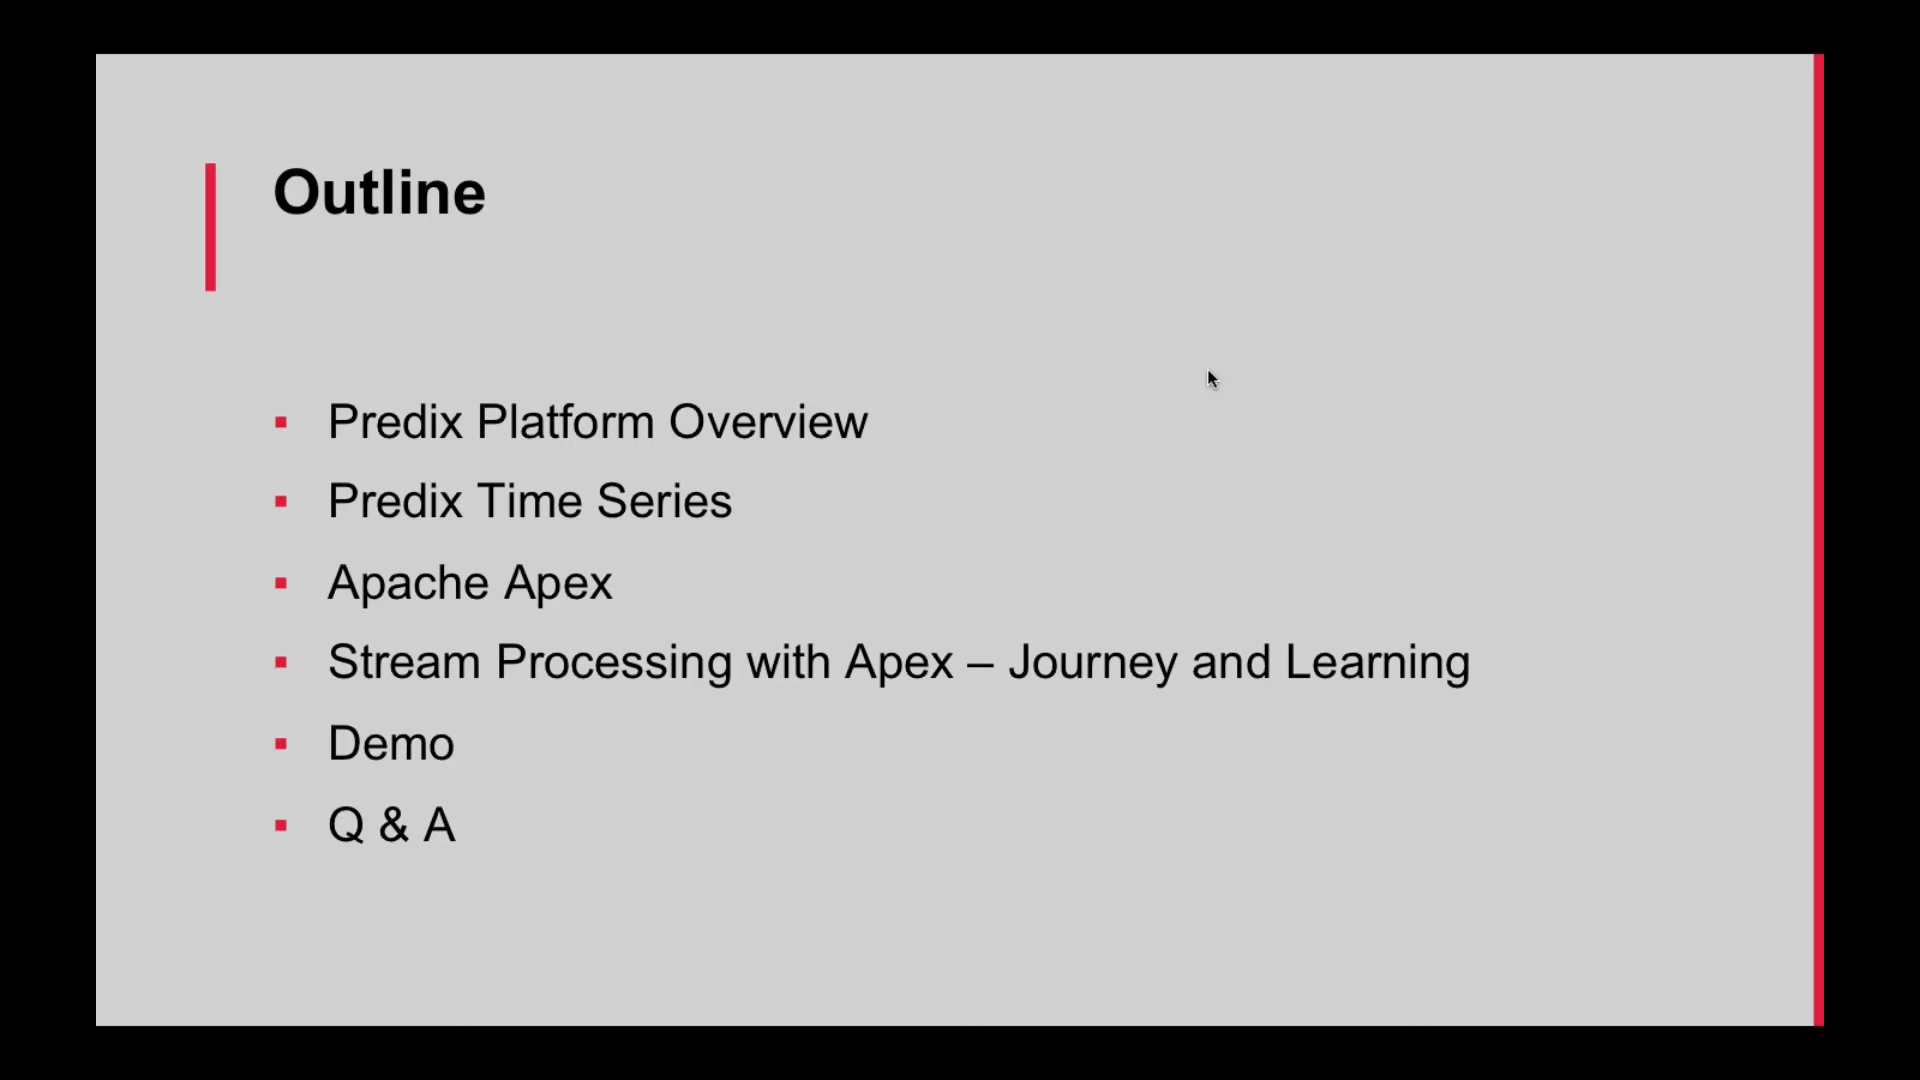 Outline
Predix Platform Overview
Predix Time Series
Apache Apex
Stream Processing with Apex – Journey and Learning
Demo
Q & A